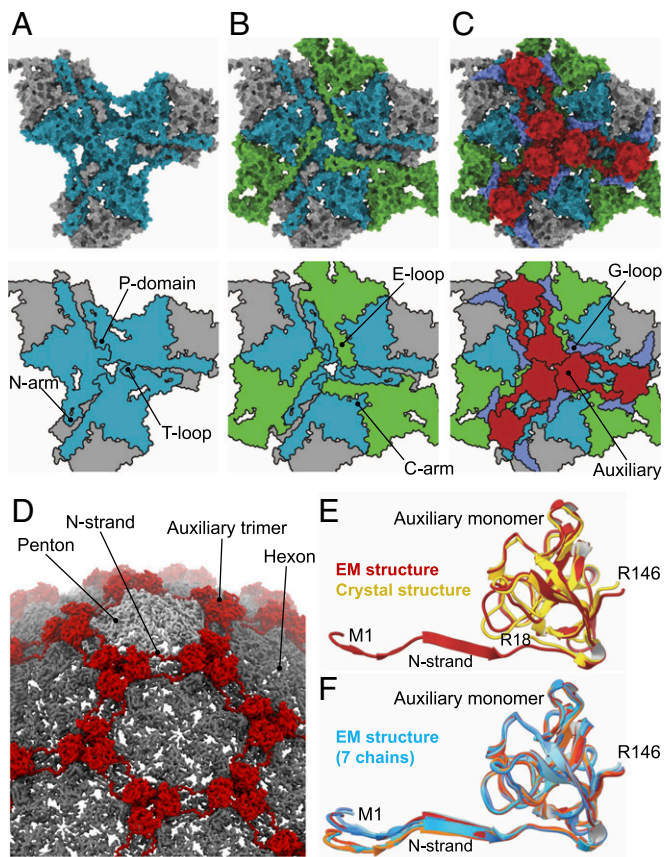 A
B
C
P-domain
N-arm
T-loop
E-loop
C-arm
G-loop
Auxiliary
D
N-strand
Penton
Auxiliary trimer
Hexon
E
Auxiliary monomer
EM structure
Crystal structure
R146
M1
R18
N-strand
F
Auxiliary monomer
EM structure
(7 chains)
R146
M1
N-strand